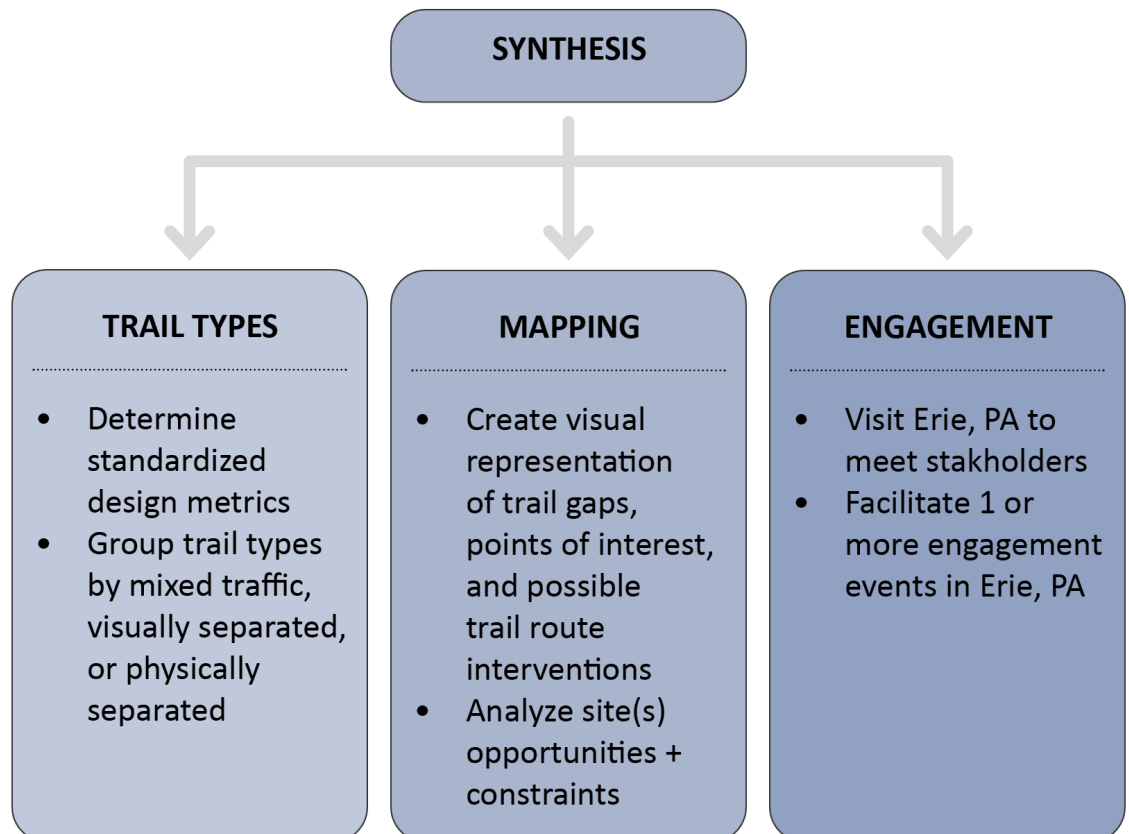 SYNTHESIS
TRAIL TYPES
• Determine
standardized
design metrics
• Group trail types
by mixed traffic,
visually separated,
or physically
separated
MAPPING
• Create visual
representation
of trail gaps,
points of interest,
and possible
trail route
interventions
• Analyze site(s)
opportunities +
constraints
ENGAGEMENT
• Visit Erie, PA to
meet stakholders
• Facilitate 1 or
more engagement
events in Erie, PA